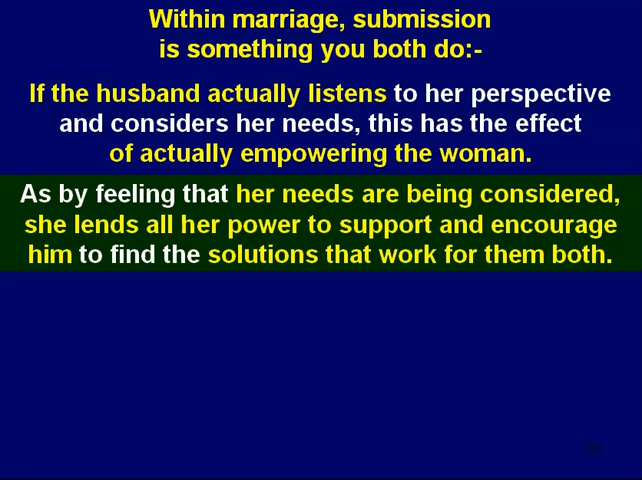 Within marriage, submission
is something you both do:-
If the husband actually listens to her perspective
and considers her needs, this has the effect
of actually empowering the woman.
As by feeling that her needs are being considered,
she lends all her power to support and encourage
him to find the solutions that work for them both.